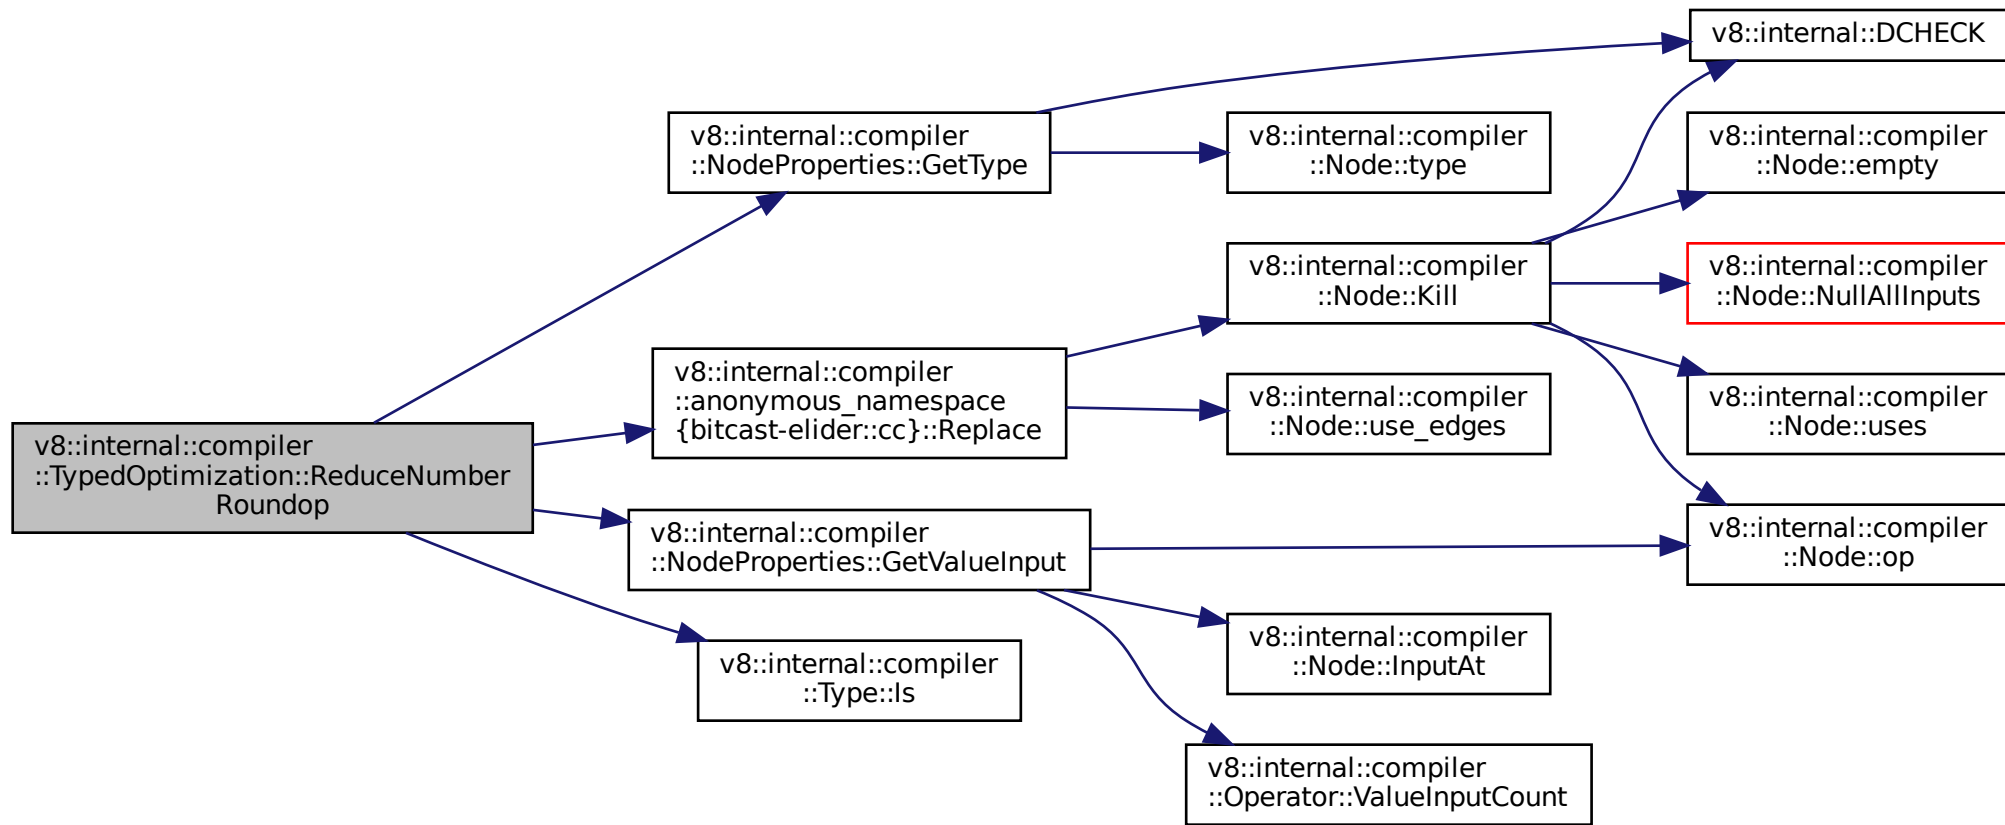 v8::internal::compiler
::TypedOptimization::ReduceNumber
Roundop
v8::internal::compiler
::NodeProperties::GetType
v8::internal::DCHECK
v8::internal::compiler
::Node::type
v8::internal::compiler
::anonymous_namespace
{bitcast-elider::cc}::Replace
v8::internal::compiler
::Node::Kill
v8::internal::compiler
::Node::empty
v8::internal::compiler
::Node::NullAllInputs
v8::internal::compiler
::Node::uses
v8::internal::compiler
::Node::op
v8::internal::compiler
::Node::use_edges
v8::internal::compiler
::NodeProperties::GetValueInput
v8::internal::compiler
::Node::InputAt
v8::internal::compiler
::Operator::ValueInputCount
v8::internal::compiler
::Type::Is